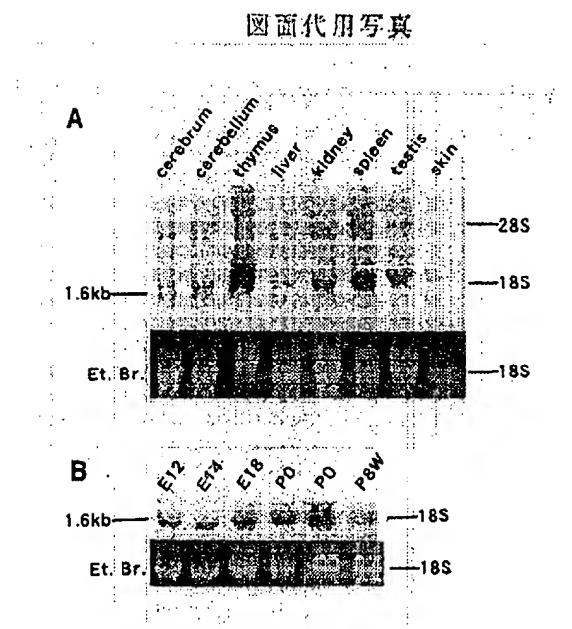 図面代用写真
A
cerebrum cerebellum thymus liver kidney spleen testis skin
28S
1.6kb 18S
Et. Br. 18S
B
E12 E14 E18 P0 P0 P8W
1.6kb 18S
Et. Br. 18S